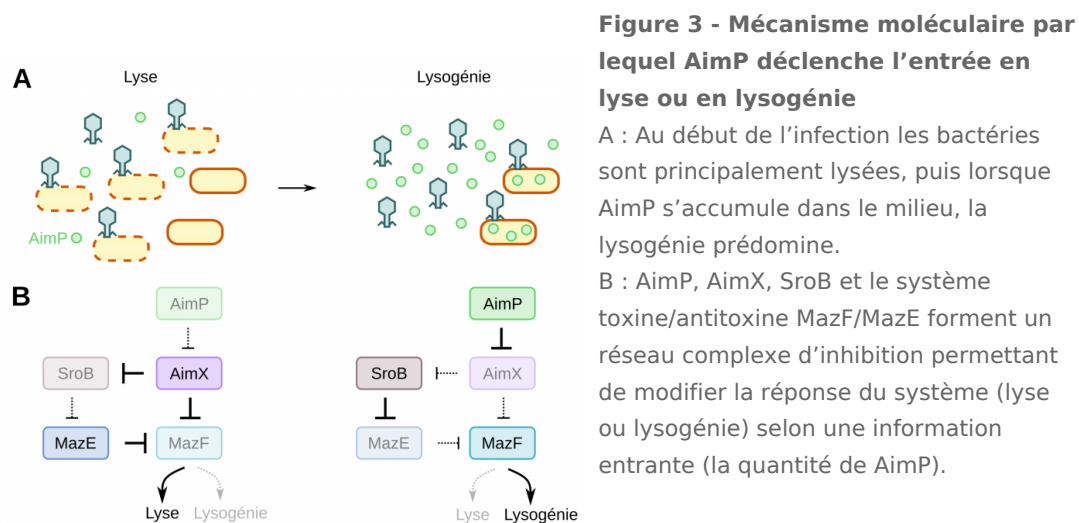 A
Lyse
Lysogénie
AimP
B
AimP
SroB
AimX
MazE
MazF
Lyse
Lysogénie
AimP
SroB
AimX
MazE
MazF
Lyse
Lysogénie
Figure 3 - Mécanisme moléculaire par
lequel AimP déclenche l’entrée en
lyse ou en lysogénie
A : Au début de l’infection les bactéries
sont principalement lysées, puis lorsque
AimP s’accumule dans le milieu, la
lysogénie prédomine.
B : AimP, AimX, SroB et le système
toxine/antitoxine MazF/MazE forment un
réseau complexe d’inhibition permettant
de modifier la réponse du système (lyse
ou lysogénie) selon une information
entrante (la quantité de AimP).